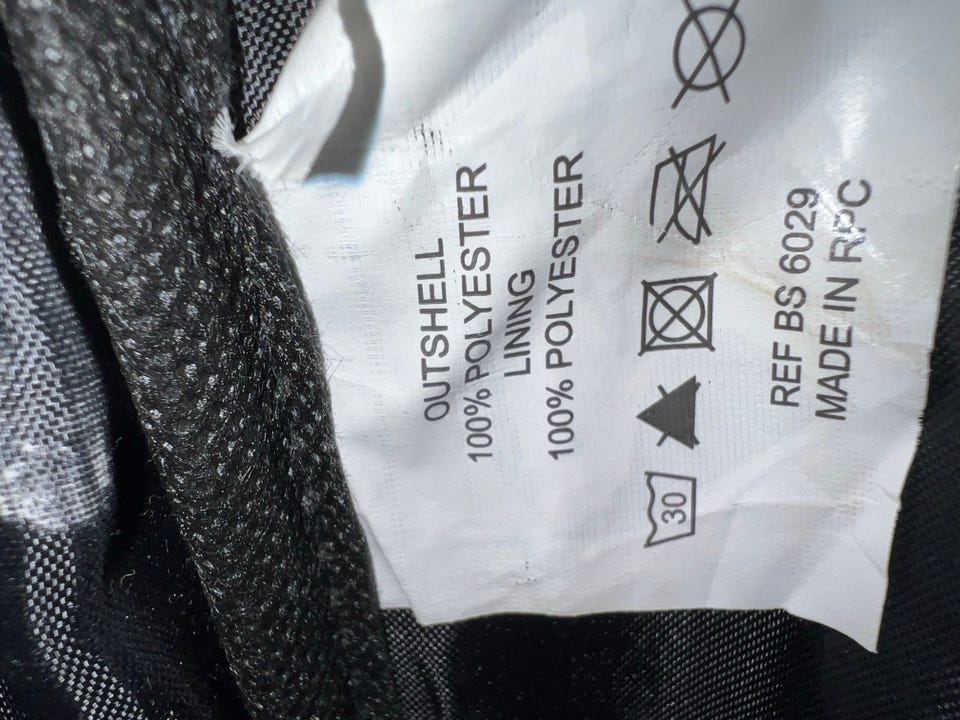 OUTSHELL
100% POLYESTER
LINING
100% POLYESTER
30
REF BS 6029
MADE IN RPC